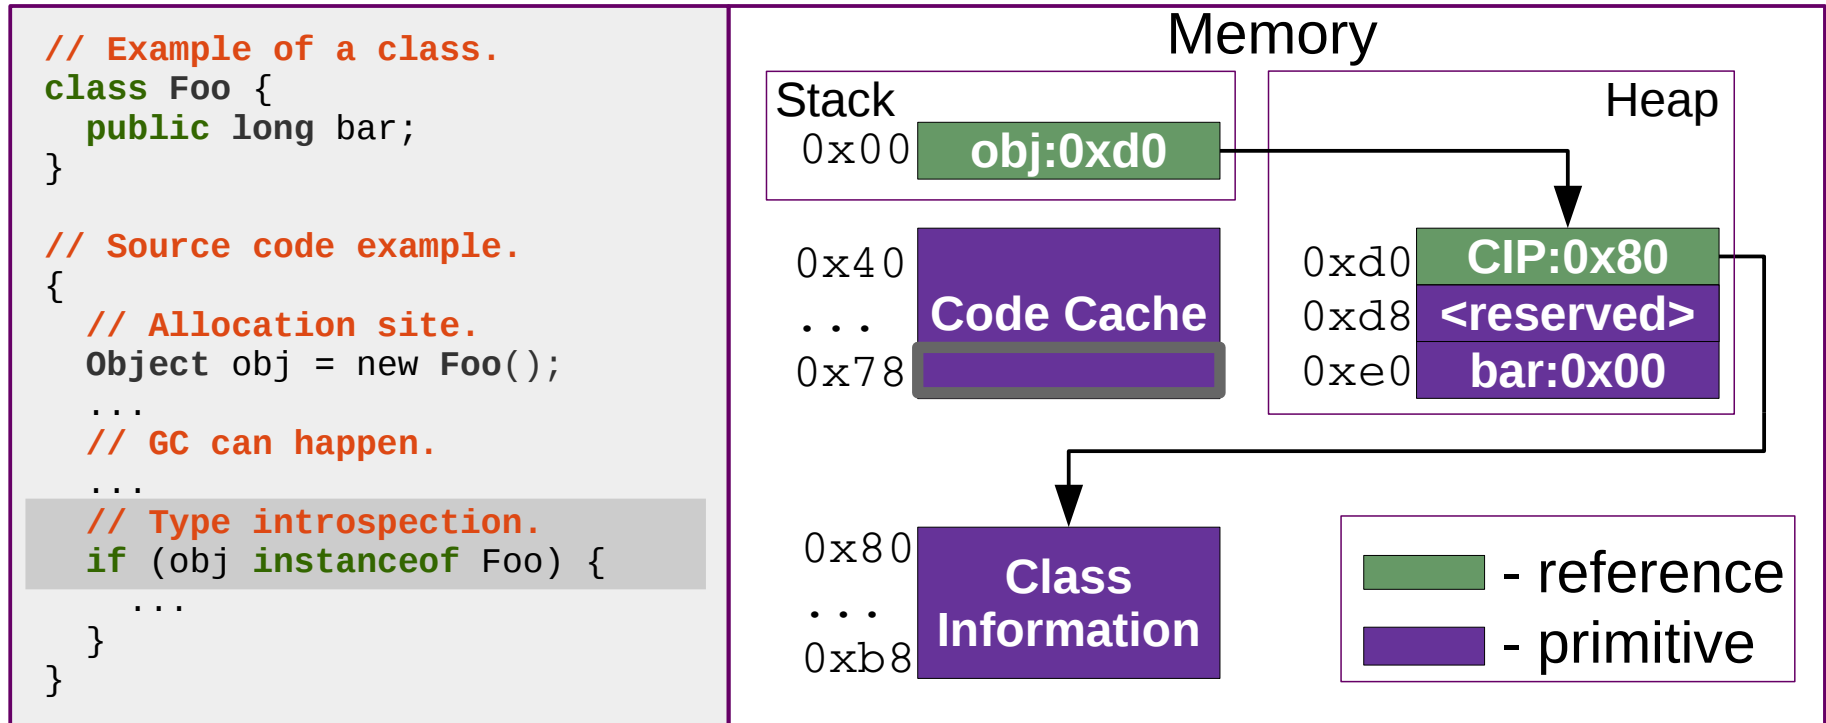 // Example of a class.
class Foo {
  public long bar;
}
// Source code example.
{
  // Allocation site.
  Object obj = new Foo();
  ...
  // GC can happen.
  ...
  // Type introspection.
  if (obj instanceof Foo) {
    ...
  }
}
Memory
Stack
0x00 obj:0xd0
Heap
0xd0 CIP:0x80
0xd8 <reserved>
0xe0 bar:0x00
0x40
... Code Cache
0x78
0x80
Class
...
Information
0xb8
- reference
- primitive